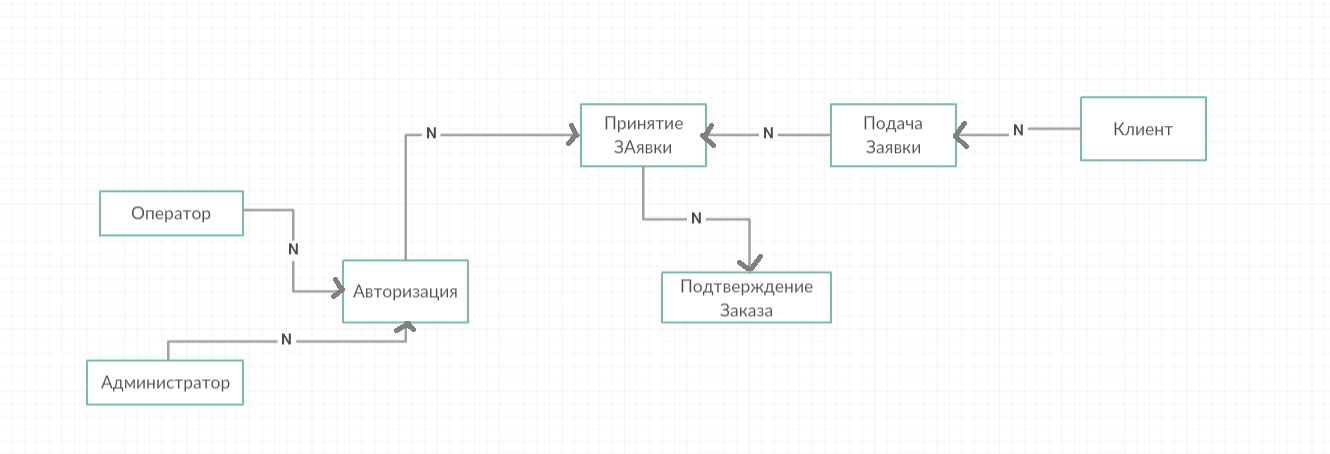 N
Принятие
ЗАявки
N
Подача
Заявки
N
Клиент
Оператор
N
N
Авторизация
Подтверждение
Заказа
N
Администратор